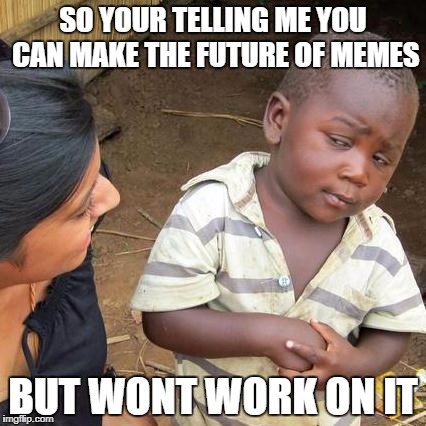 SO YOUR TELLING ME YOU
CAN MAKE THE FUTURE OF MEMES
BUT WONT WORK ON IT
imgflip.com